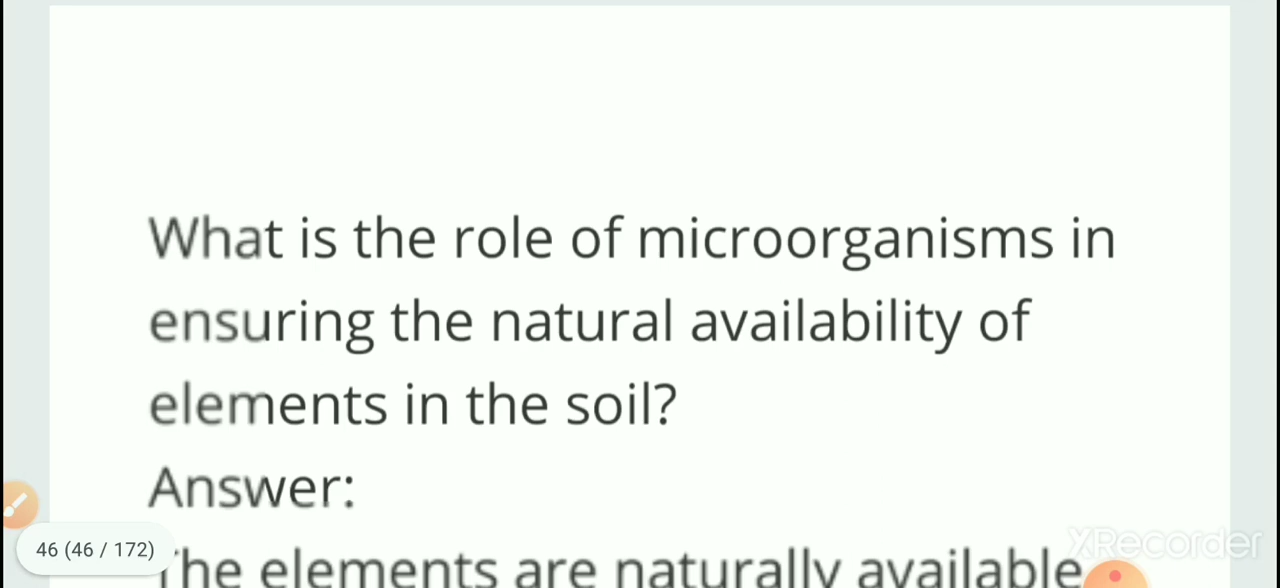 What is the role of microorganisms in
ensuring the natural availability of
elements in the soil?
Answer:
46 (46 / 172)
The elements are naturally available
XRecorder